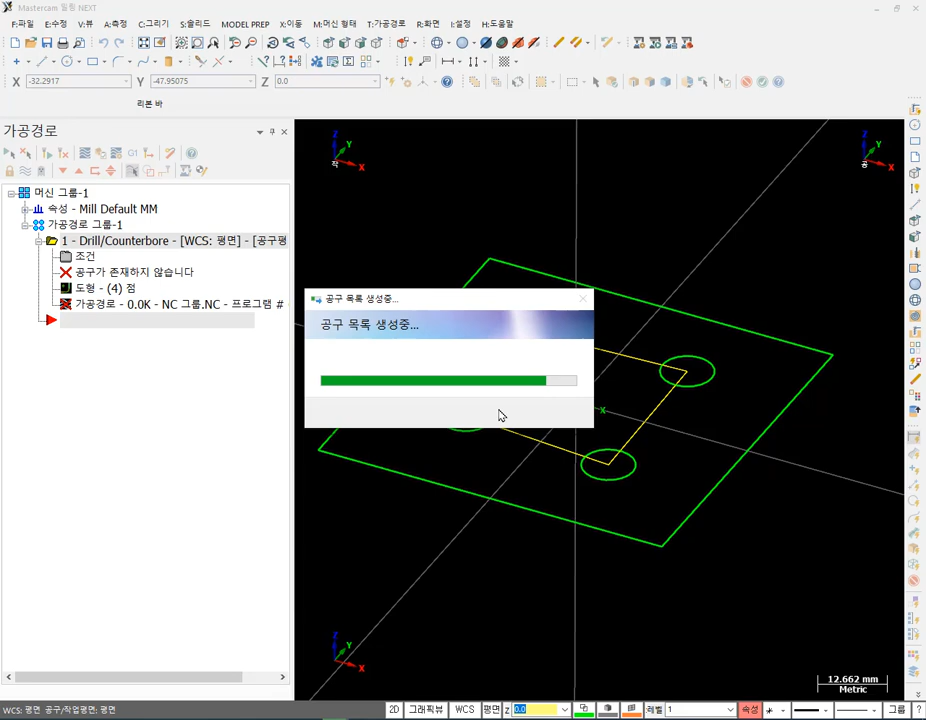 Mastercam 밀링 NEXT
F:파일 E:수정 V:뷰 A:측정 C:그리기 S:솔리드 MODEL PREP X:이동 M:머신 형태 T:가공경로 R:화면 I:설정 H:도움말
X -32.2917 Y -47.95075 Z 0.0
리본 바
가공경로
G1
머신 그룹-1
속성 - Mill Default MM
가공경로 그룹-1
1 - Drill/Counterbore - [WCS: 평면] - [공구평
조건
공구가 존재하지 않습니다
도형 - (4) 점
가공경로 - 0.0K - NC 그룹.NC - 프로그램 #
Z Y X
Z Y X
공구 목록 생성중...
공구 목록 생성중...
X
Z Y X
12.662 mm
Metric
WCS: 평면 공구/작업평면: 평면 2D 그래픽뷰 WCS 평면 Z 0.0 레벨 1 속성 그룹 ?